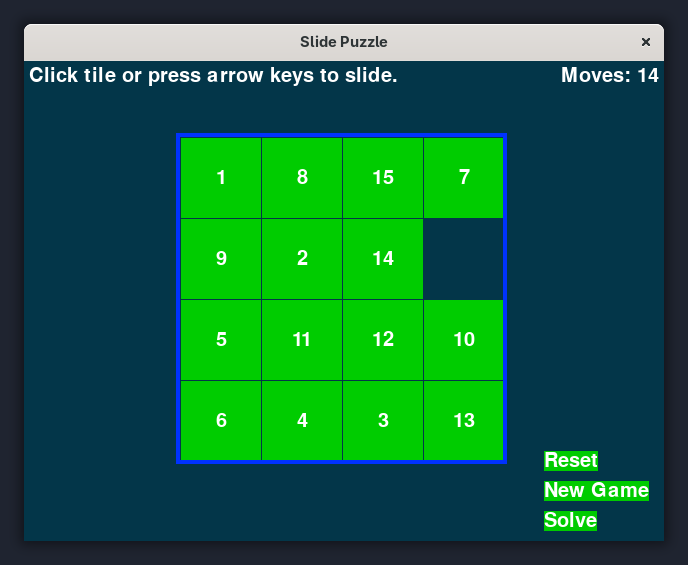 Slide Puzzle ×
Click tile or press arrow keys to slide. Moves: 14
1 8 15 7
9 2 14
5 11 12 10
6 4 3 13
Reset
New Game
Solve